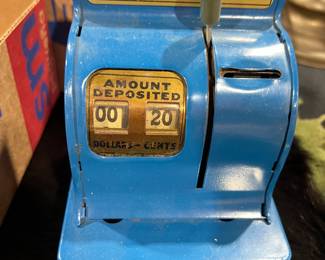 AMOUNT
DEPOSITED
00 20
DOLLARS - CENTS